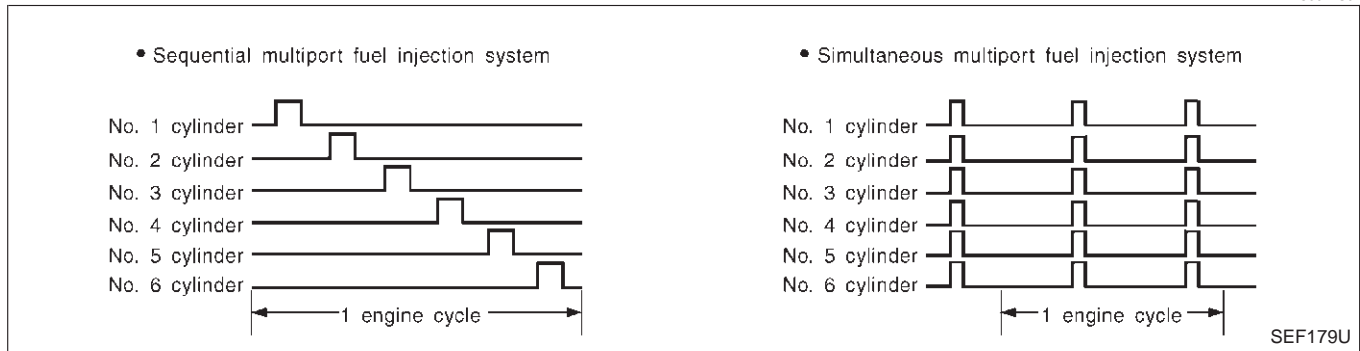 • Sequential multiport fuel injection system
No. 1 cylinder
No. 2 cylinder
No. 3 cylinder
No. 4 cylinder
No. 5 cylinder
No. 6 cylinder
1 engine cycle
• Simultaneous multiport fuel injection system
No. 1 cylinder
No. 2 cylinder
No. 3 cylinder
No. 4 cylinder
No. 5 cylinder
No. 6 cylinder
1 engine cycle
SEF179U